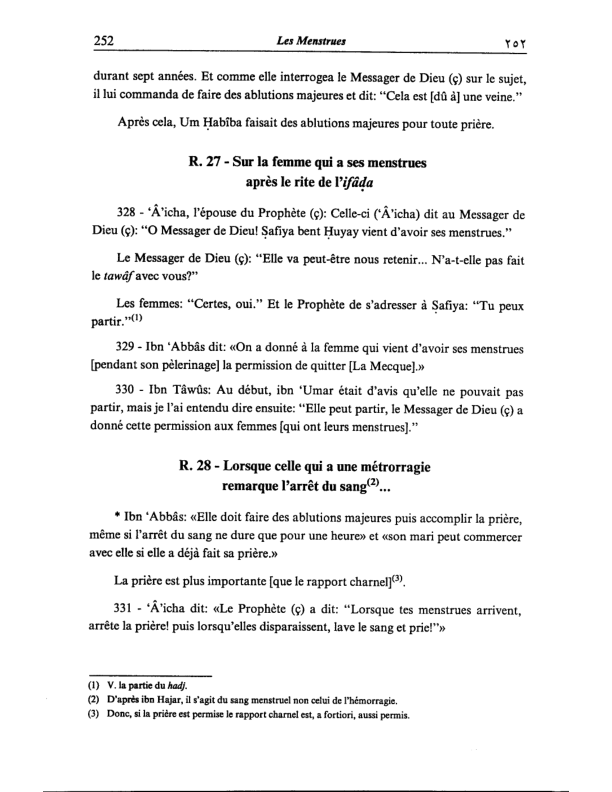 252 Les Menstrues ٢٥٢
durant sept années. Et comme elle interrogea le Messager de Dieu (ç) sur le sujet,
il lui commanda de faire des ablutions majeures et dit: “Cela est [dû à] une veine.”
Après cela, Um Ḥabîba faisait des ablutions majeures pour toute prière.
R. 27 - Sur la femme qui a ses menstrues
après le rite de l’ifâḍa
328 - ‘Â’icha, l’épouse du Prophète (ç): Celle-ci (‘Â’icha) dit au Messager de
Dieu (ç): “O Messager de Dieu! Ṣafiya bent Ḥuyay vient d’avoir ses menstrues.”
Le Messager de Dieu (ç): “Elle va peut-être nous retenir... N’a-t-elle pas fait
le tawâf avec vous?”
Les femmes: “Certes, oui.” Et le Prophète de s’adresser à Ṣafiya: “Tu peux
partir.”(1)
329 - Ibn ‘Abbâs dit: «On a donné à la femme qui vient d’avoir ses menstrues
[pendant son pèlerinage] la permission de quitter [La Mecque].»
330 - Ibn Tâwûs: Au début, ibn ‘Umar était d’avis qu’elle ne pouvait pas
partir, mais je l’ai entendu dire ensuite: “Elle peut partir, le Messager de Dieu (ç) a
donné cette permission aux femmes [qui ont leurs menstrues].”
R. 28 - Lorsque celle qui a une métrorragie
remarque l’arrêt du sang(2)...
* Ibn ‘Abbâs: «Elle doit faire des ablutions majeures puis accomplir la prière,
même si l’arrêt du sang ne dure que pour une heure» et «son mari peut commercer
avec elle si elle a déjà fait sa prière.»
La prière est plus importante [que le rapport charnel](3).
331 - ‘Â’icha dit: «Le Prophète (ç) a dit: “Lorsque tes menstrues arrivent,
arrête la prière! puis lorsqu’elles disparaissent, lave le sang et prie!”»
(1) V. la partie du hadj.
(2) D’après ibn Hajar, il s’agit du sang menstruel non celui de l’hémorragie.
(3) Donc, si la prière est permise le rapport charnel est, a fortiori, aussi permis.